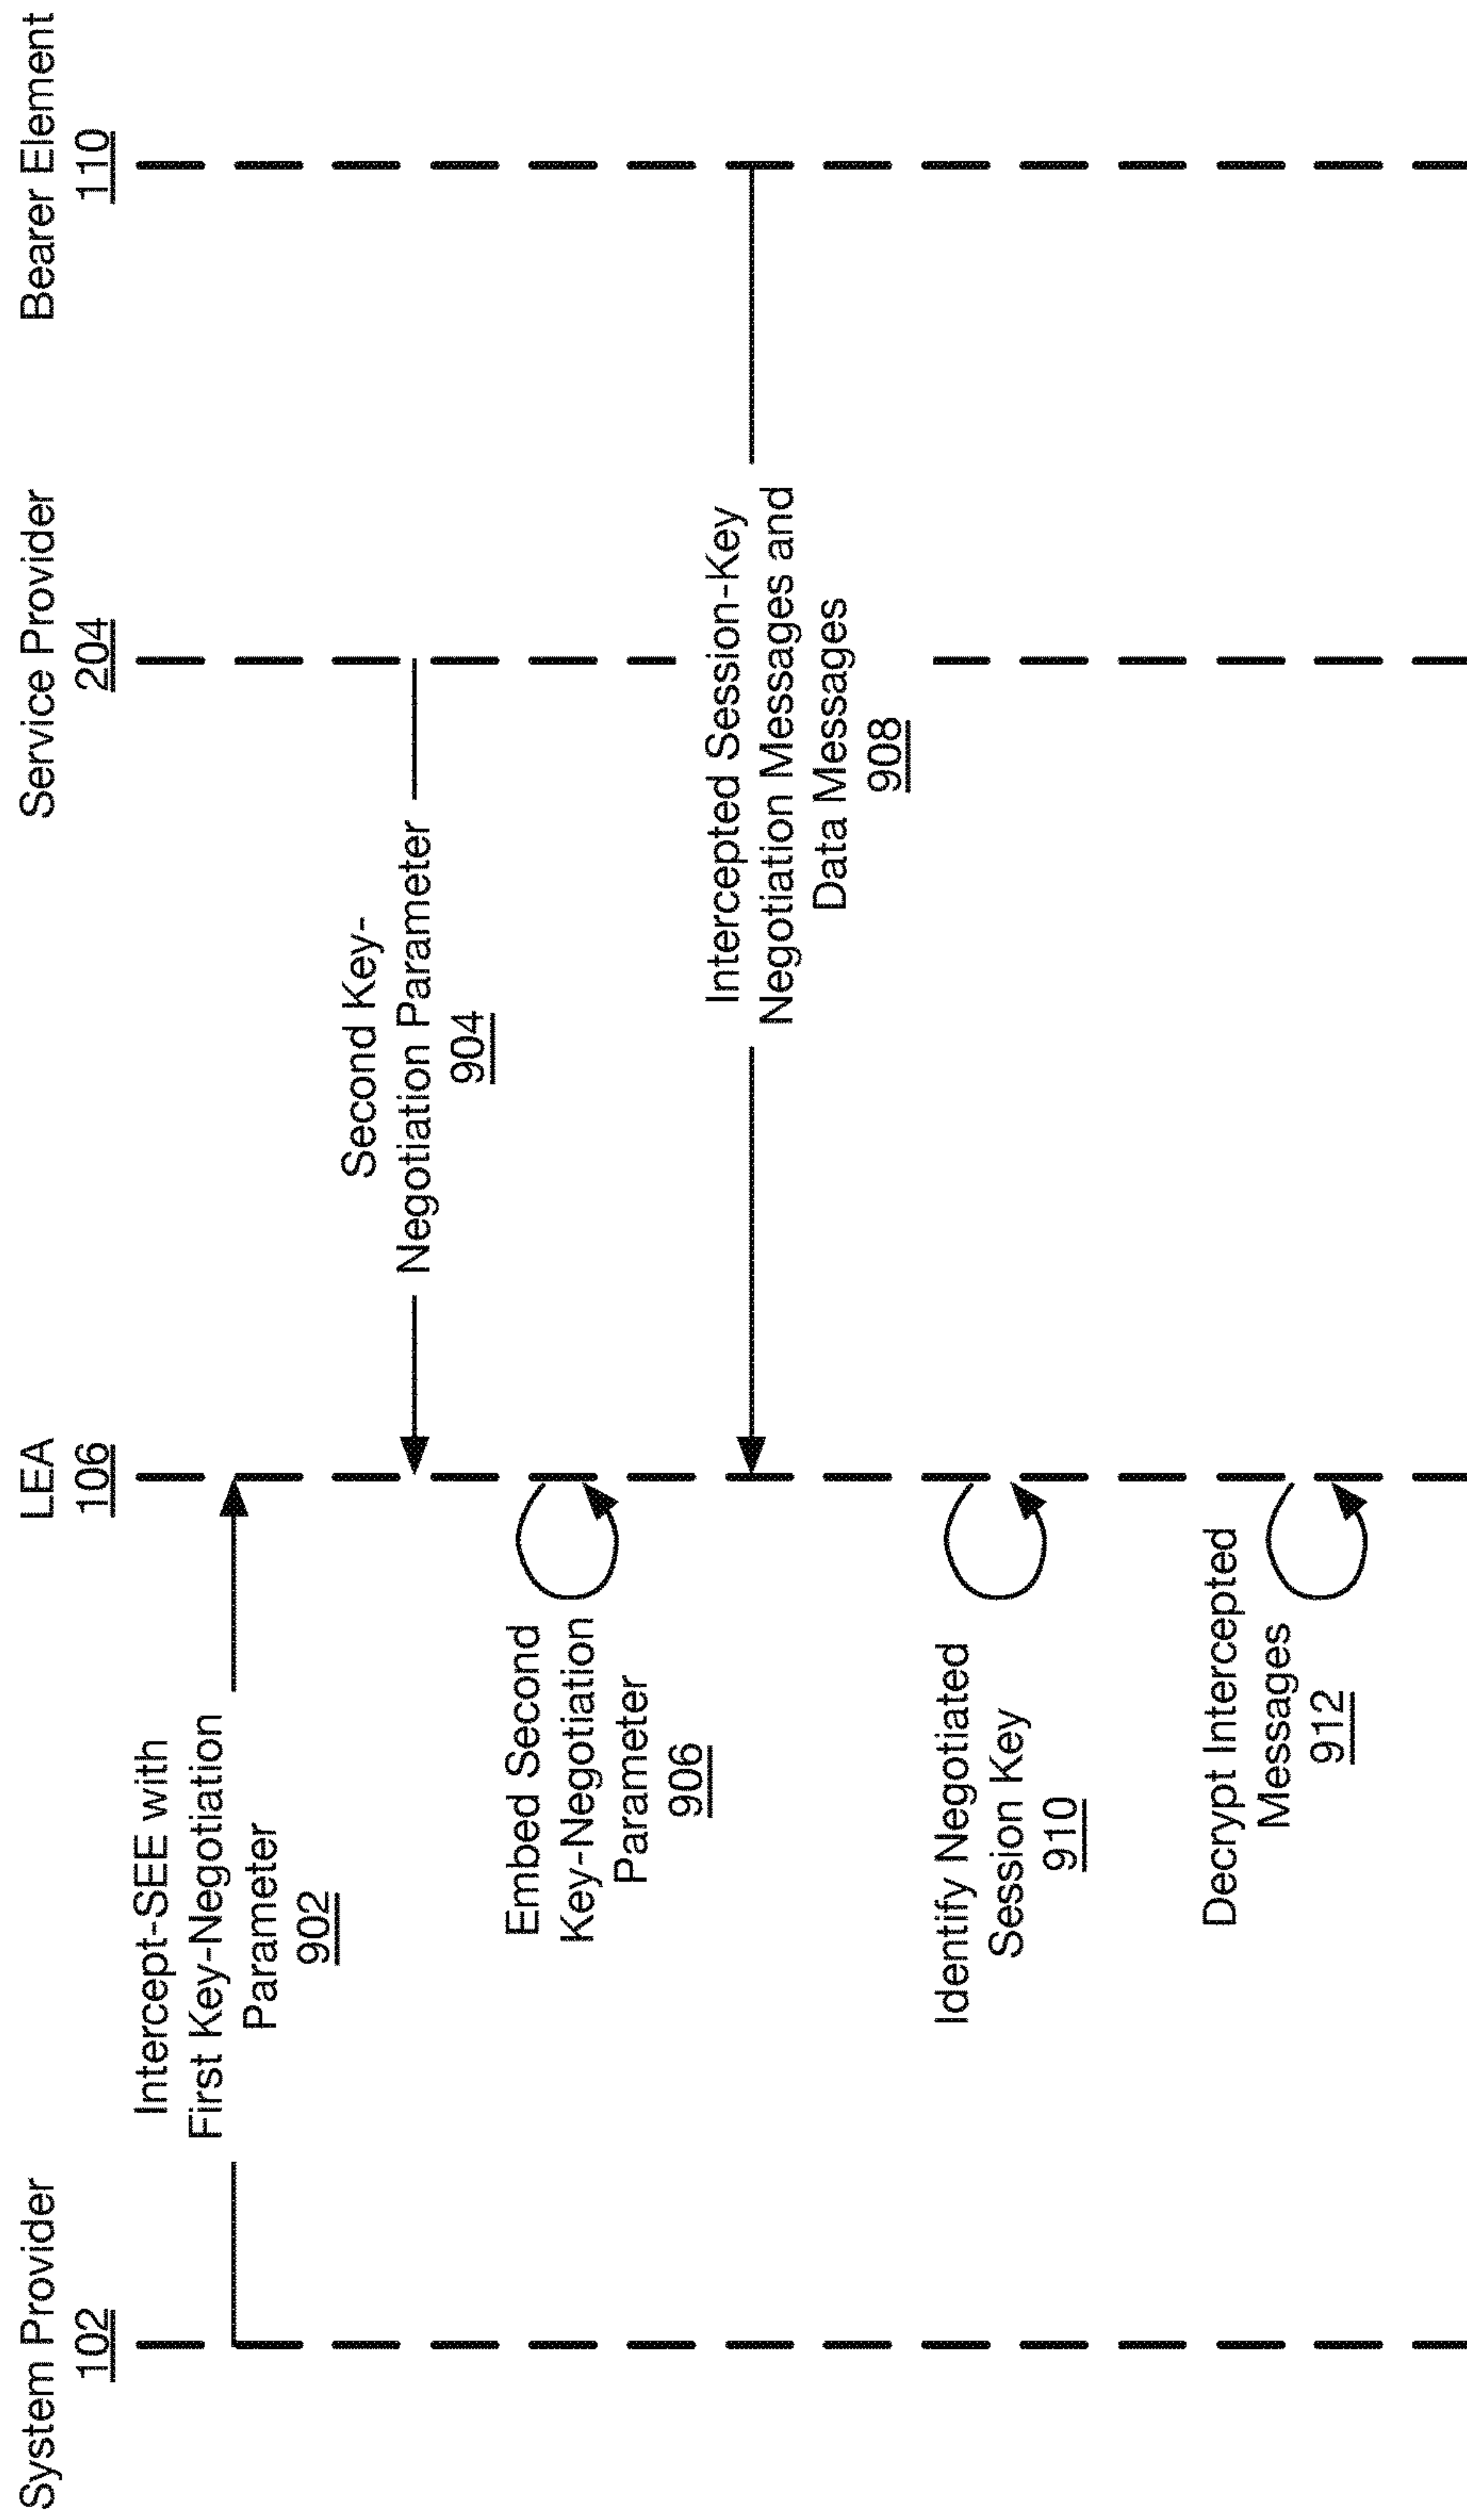 System Provider
102
LEA
106
Service Provider
204
Bearer Element
110
Intercept-SEE with
First Key-Negotiation
Parameter
902
Second Key-
Negotiation Parameter
904
Embed Second
Key-Negotiation
Parameter
906
Intercepted Session-Key
Negotiation Messages and
Data Messages
908
Identify Negotiated
Session Key
910
Decrypt Intercepted
Messages
912